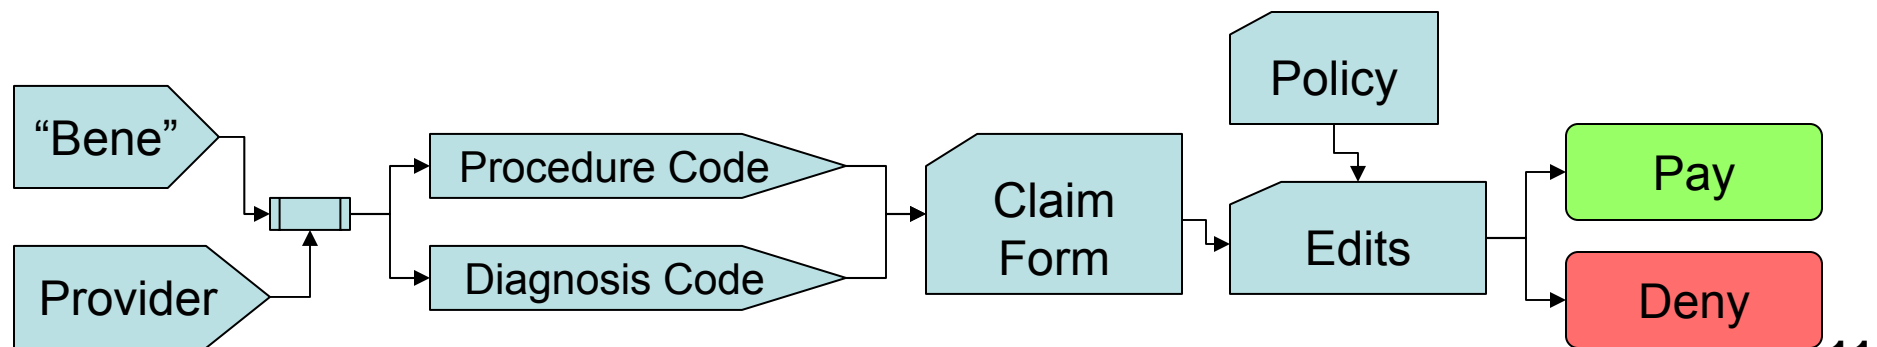 “Bene”
Provider
Procedure Code
Diagnosis Code
Claim
Form
Policy
Edits
Pay
Deny